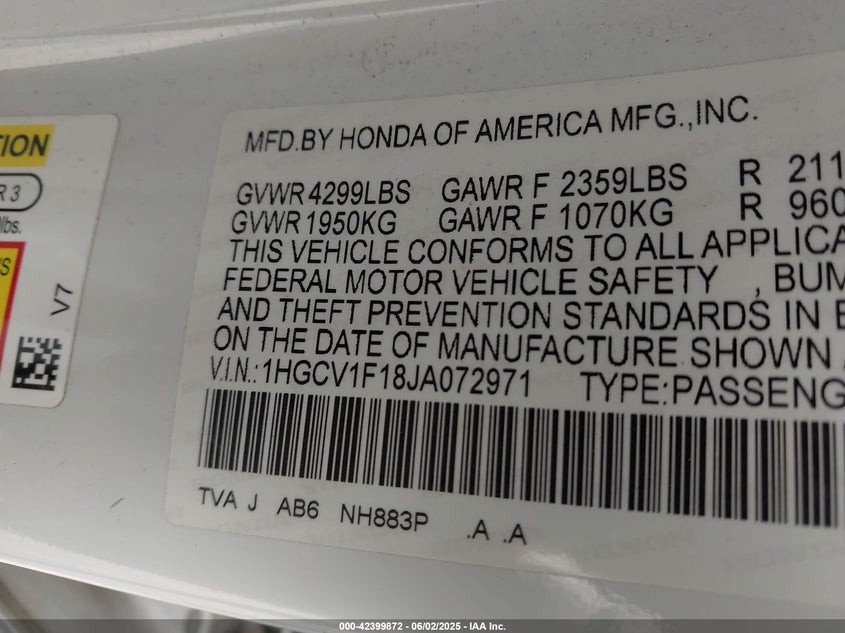 TION
R 3
lbs.
S
V7
MFD.BY HONDA OF AMERICA MFG.,INC.
GVWR 4299LBS GAWR F 2359LBS R 211
GVWR 1950KG GAWR F 1070KG R 960
THIS VEHICLE CONFORMS TO ALL APPLICA
FEDERAL MOTOR VEHICLE SAFETY , BUM
AND THEFT PREVENTION STANDARDS IN E
ON THE DATE OF MANUFACTURE SHOWN A
V.I.N.:1HGCV1F18JA072971 TYPE:PASSENG
TVA J AB6 NH883P .A .A
000-42399872 | 06/02/2025 - IAA Inc.